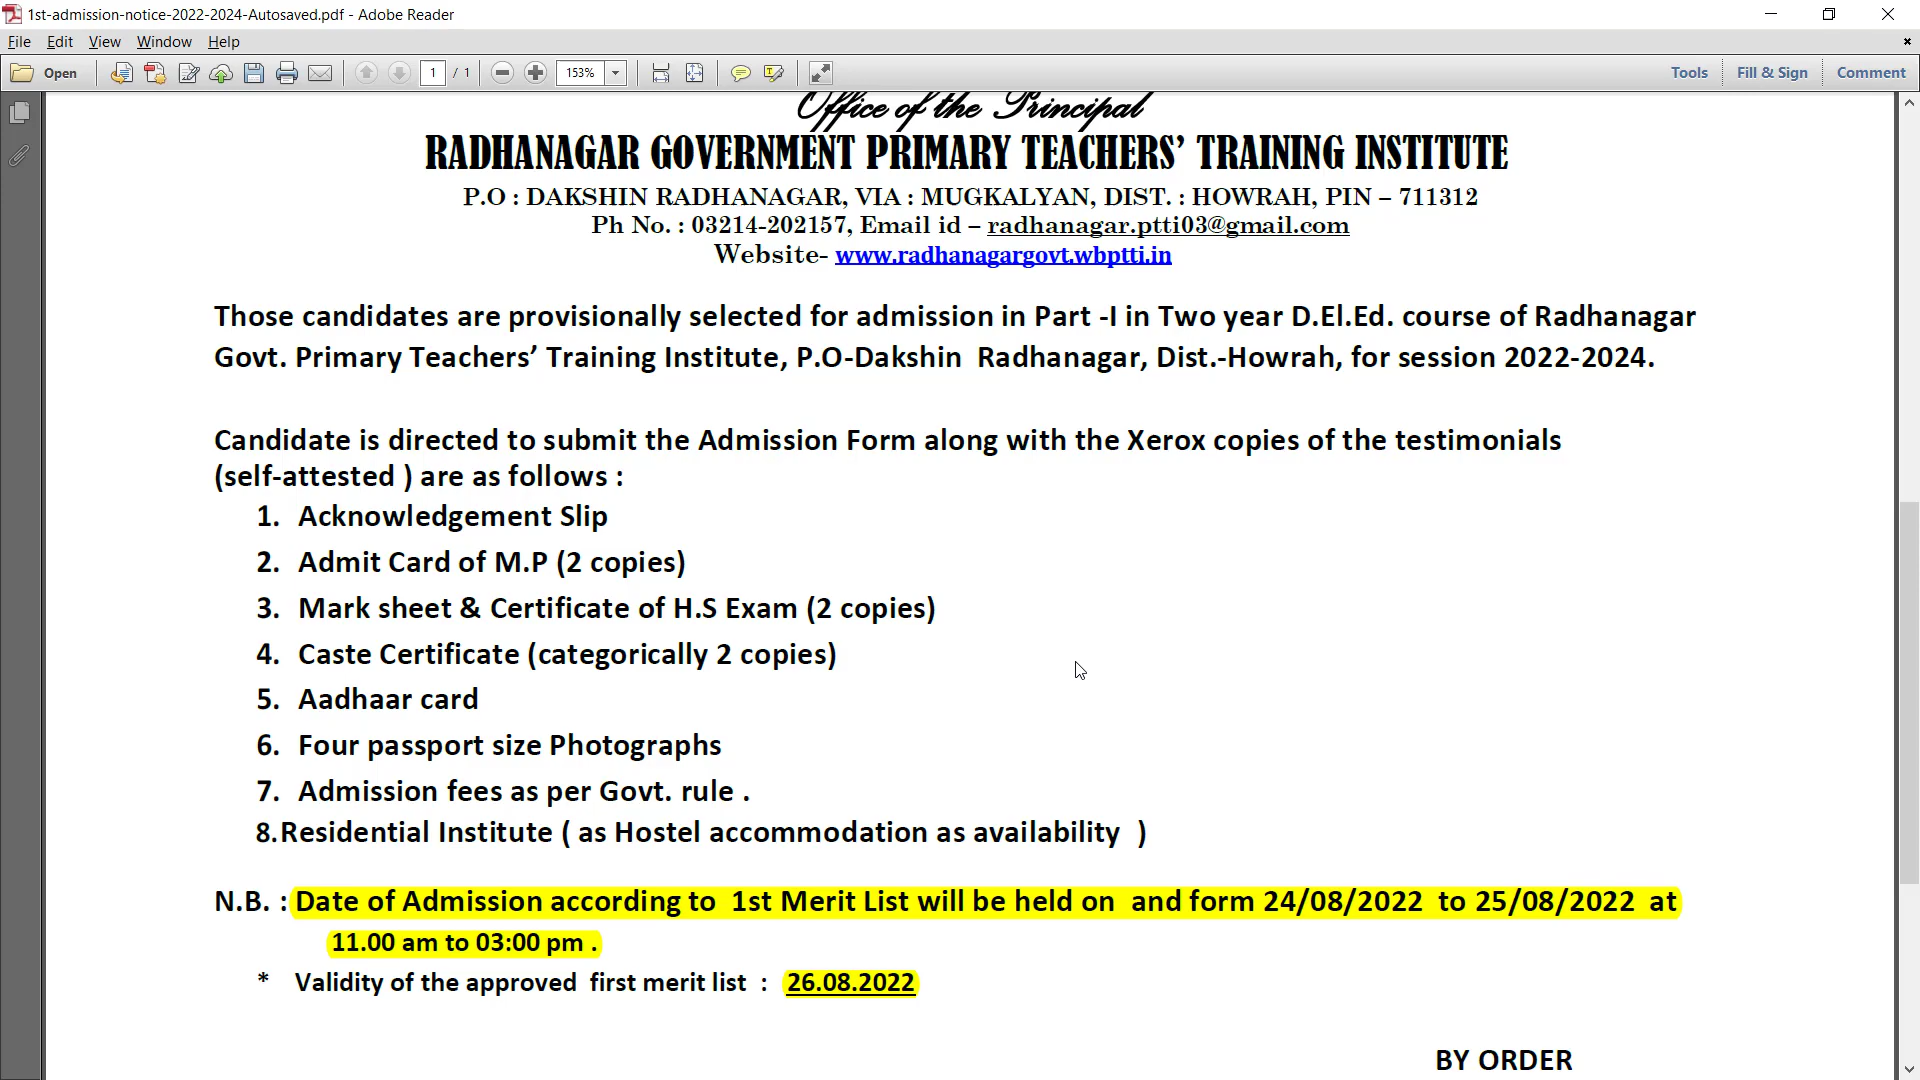 1st-admission-notice-2022-2024-Autosaved.pdf - Adobe Reader
File Edit View Window Help
Open 1 / 1 153% Tools Fill & Sign Comment
Office of the Principal
RADHANAGAR GOVERNMENT PRIMARY TEACHERS’ TRAINING INSTITUTE
P.O : DAKSHIN RADHANAGAR, VIA : MUGKALYAN, DIST. : HOWRAH, PIN – 711312
Ph No. : 03214-202157, Email id – radhanagar.ptti03@gmail.com
Website- www.radhanagargovt.wbptti.in
Those candidates are provisionally selected for admission in Part -I in Two year D.El.Ed. course of Radhanagar
Govt. Primary Teachers’ Training Institute, P.O-Dakshin Radhanagar, Dist.-Howrah, for session 2022-2024.
Candidate is directed to submit the Admission Form along with the Xerox copies of the testimonials
(self-attested ) are as follows :
1. Acknowledgement Slip
2. Admit Card of M.P (2 copies)
3. Mark sheet & Certificate of H.S Exam (2 copies)
4. Caste Certificate (categorically 2 copies)
5. Aadhaar card
6. Four passport size Photographs
7. Admission fees as per Govt. rule .
8.Residential Institute ( as Hostel accommodation as availability )
N.B. : Date of Admission according to 1st Merit List will be held on and form 24/08/2022 to 25/08/2022 at
11.00 am to 03:00 pm .
* Validity of the approved first merit list : 26.08.2022
BY ORDER